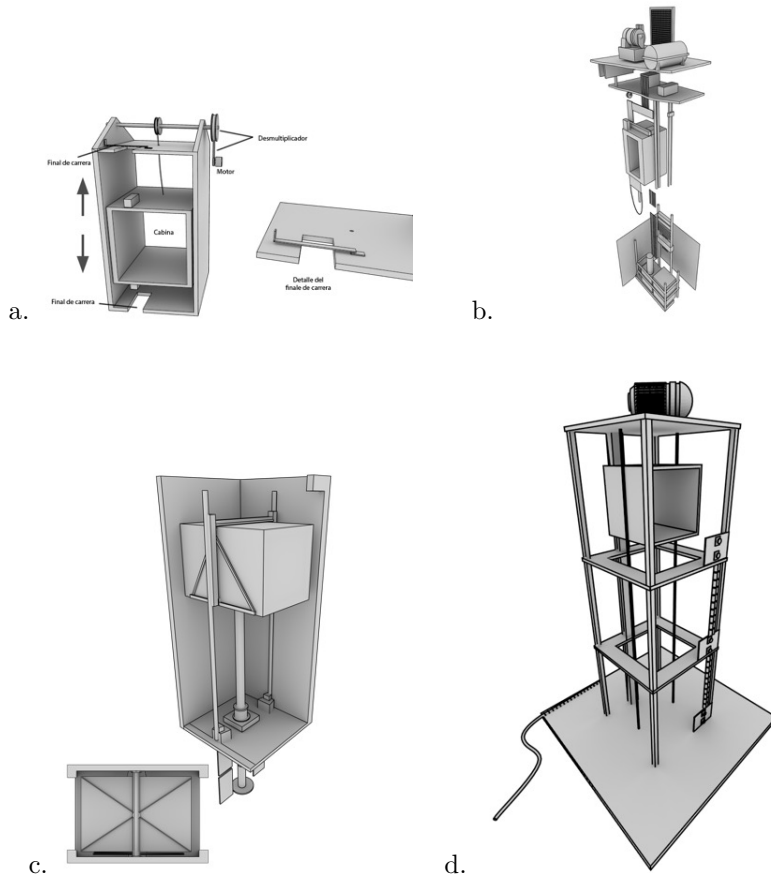 Desmultiplicador
Final de carrera
Motor
Cabina
Detalle del
finale de carrera
Final de carrera
a.
b.
c.
d.